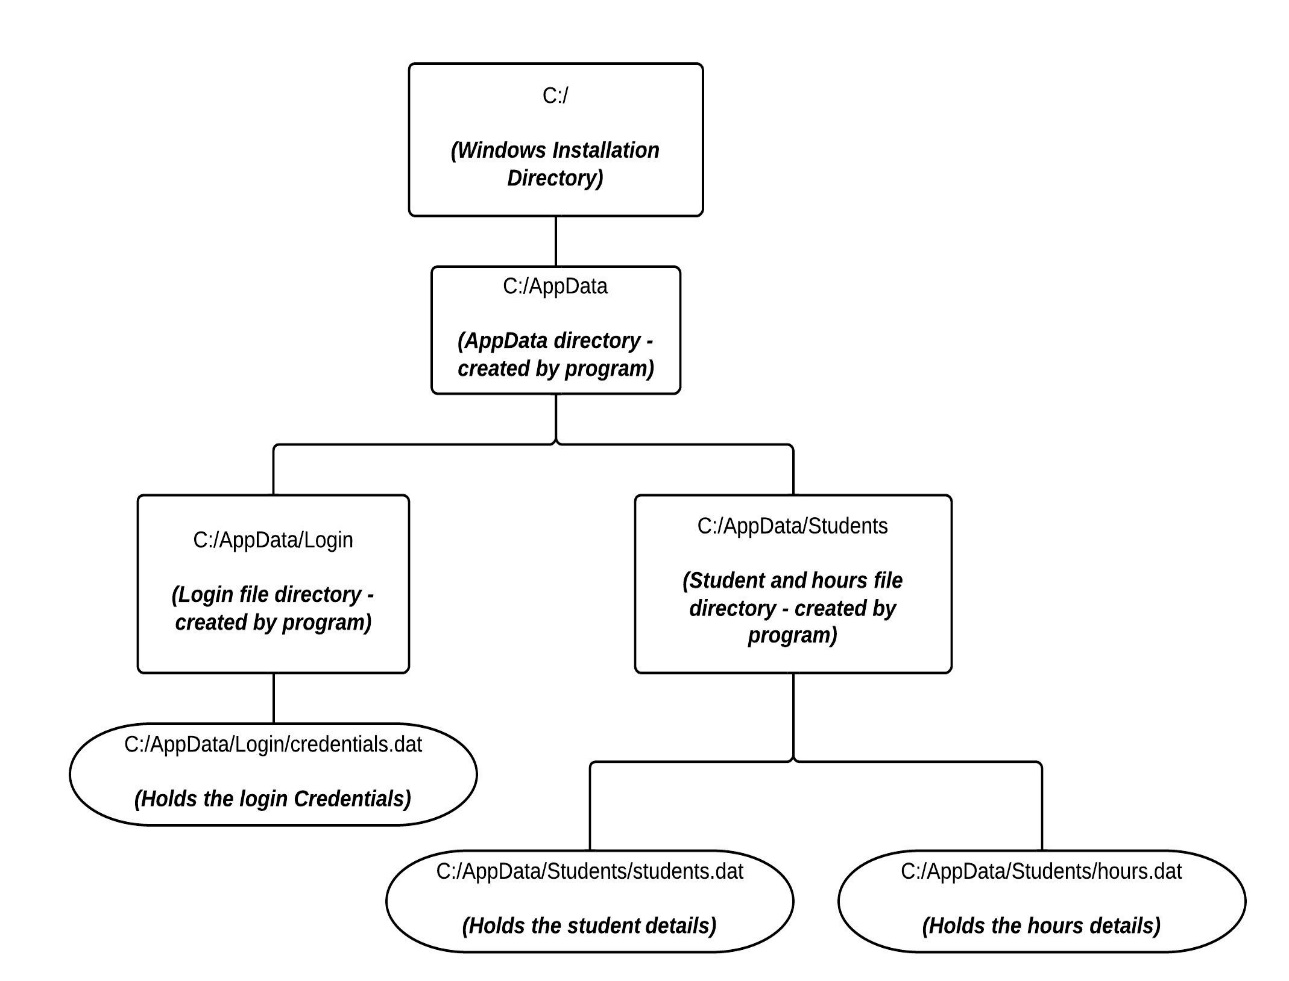 C:/
(Windows Installation
Directory)
C:/AppData
(AppData directory -
created by program)
C:/AppData/Login
(Login file directory -
created by program)
C:/AppData/Students
(Student and hours file
directory - created by
program)
C:/AppData/Login/credentials.dat
(Holds the login Credentials)
C:/AppData/Students/students.dat
(Holds the student details)
C:/AppData/Students/hours.dat
(Holds the hours details)